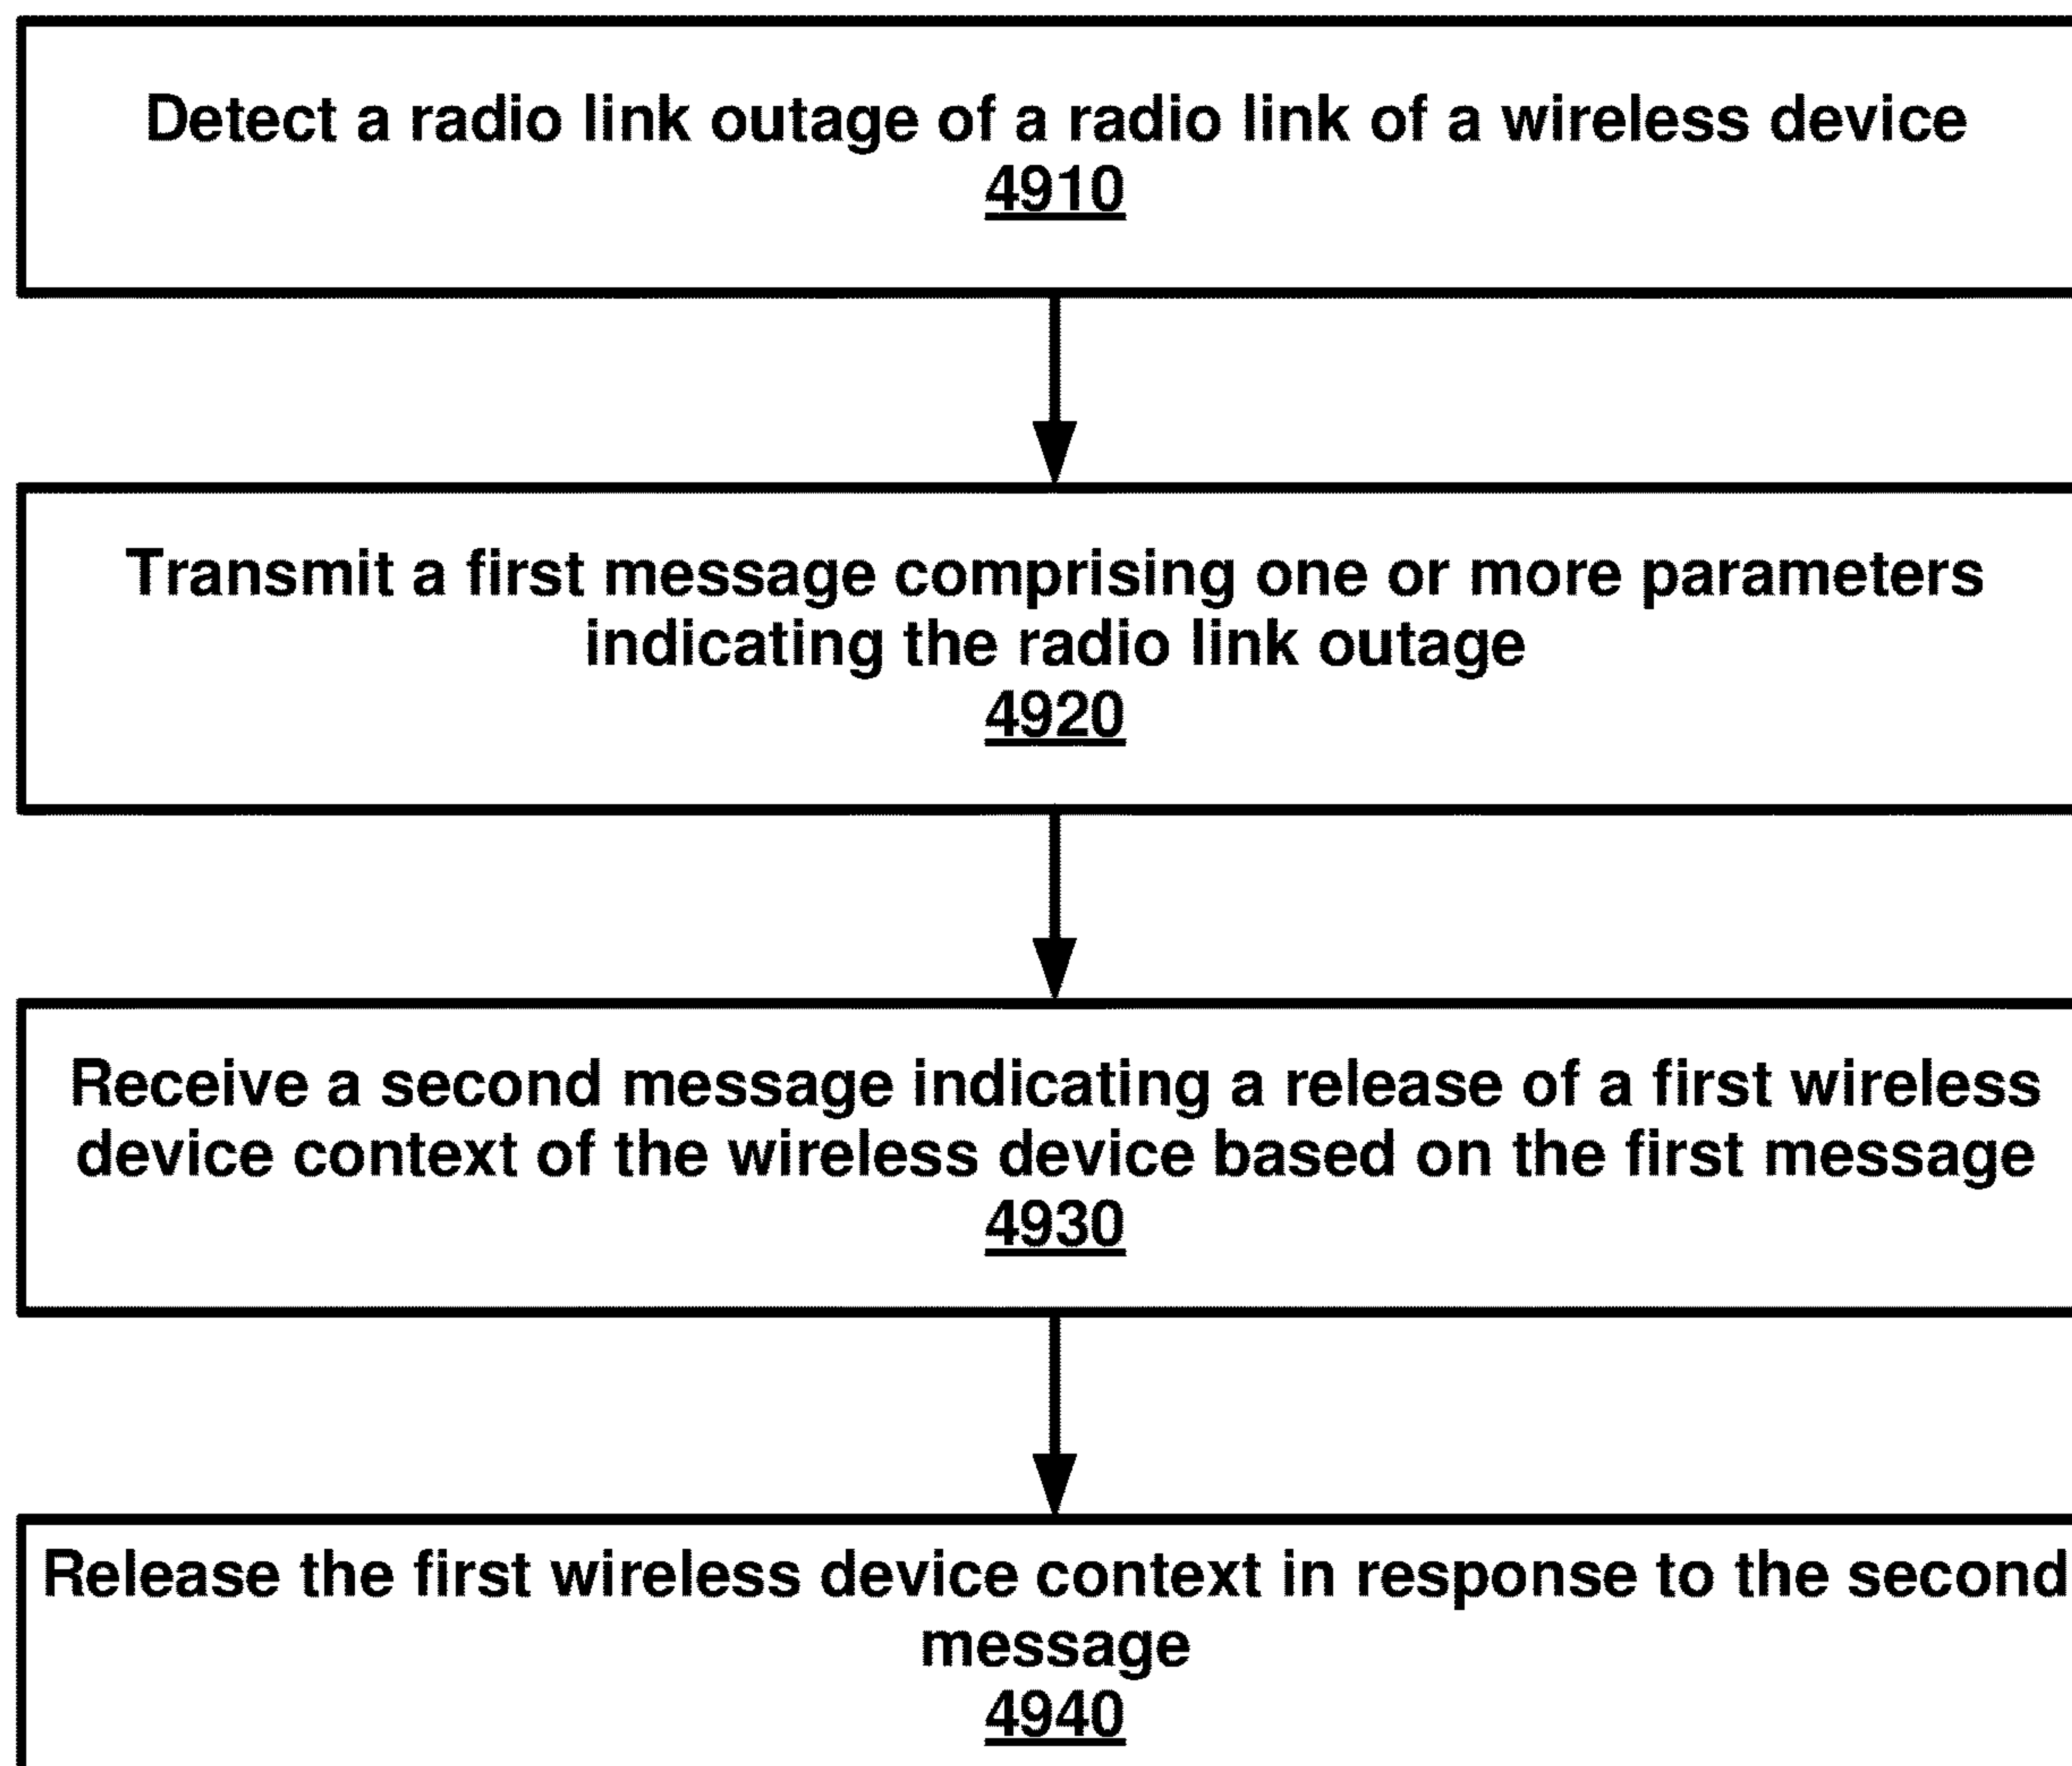 Detect a radio link outage of a radio link of a wireless device
4910
Transmit a first message comprising one or more parameters
indicating the radio link outage
4920
Receive a second message indicating a release of a first wireless
device context of the wireless device based on the first message
4930
Release the first wireless device context in response to the second
message
4940